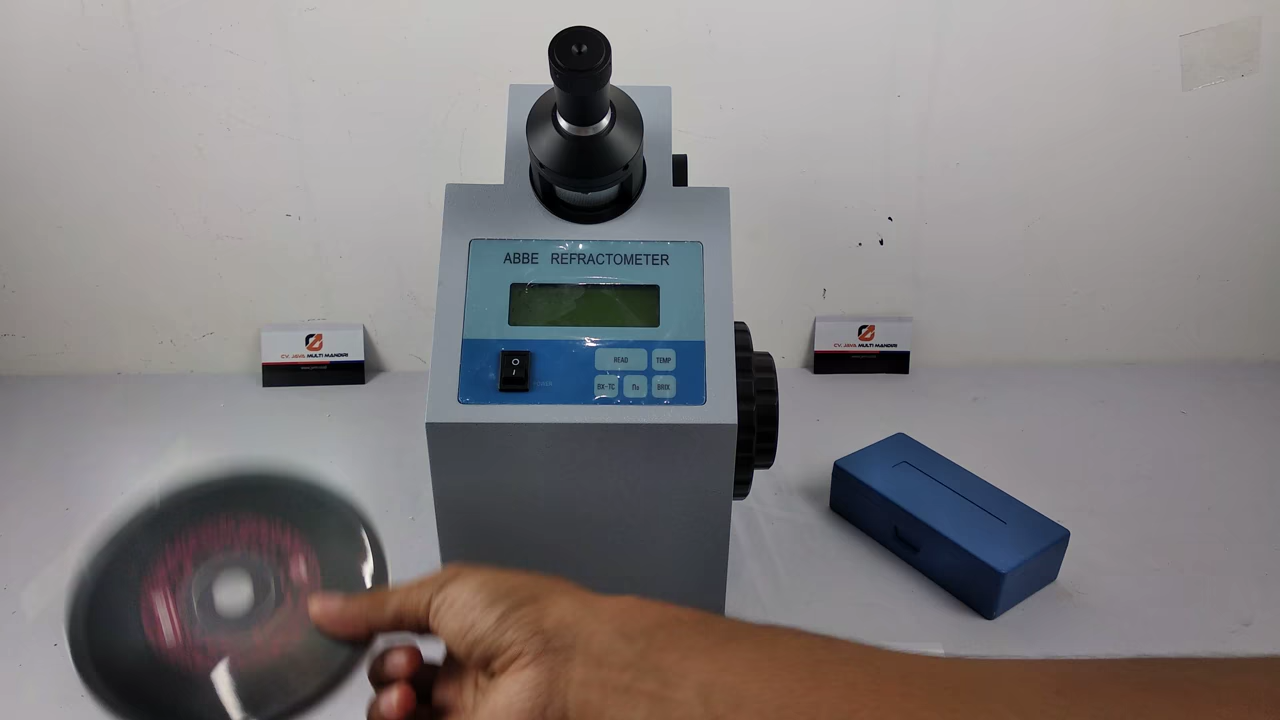 ABBE REFRACTOMETER
READ
TEMP
BX-TC
BRIX
CV. JAVA MULTI MANDIRI
CV. JAVA MULTI MANDIRI